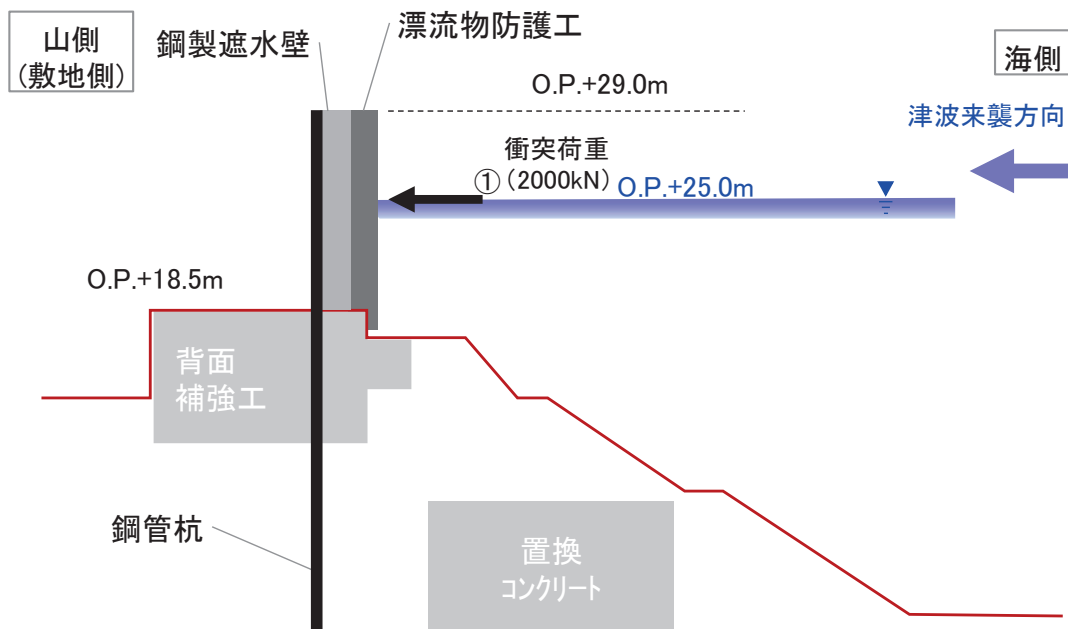 山側
(敷地側)
鋼製遮水壁
漂流物防護工
海側
O.P.+29.0m
津波来襲方向
衝突荷重
①(2000kN)
O.P.+25.0m
O.P.+18.5m
背面
補強工
鋼管杭
置換
コンクリート